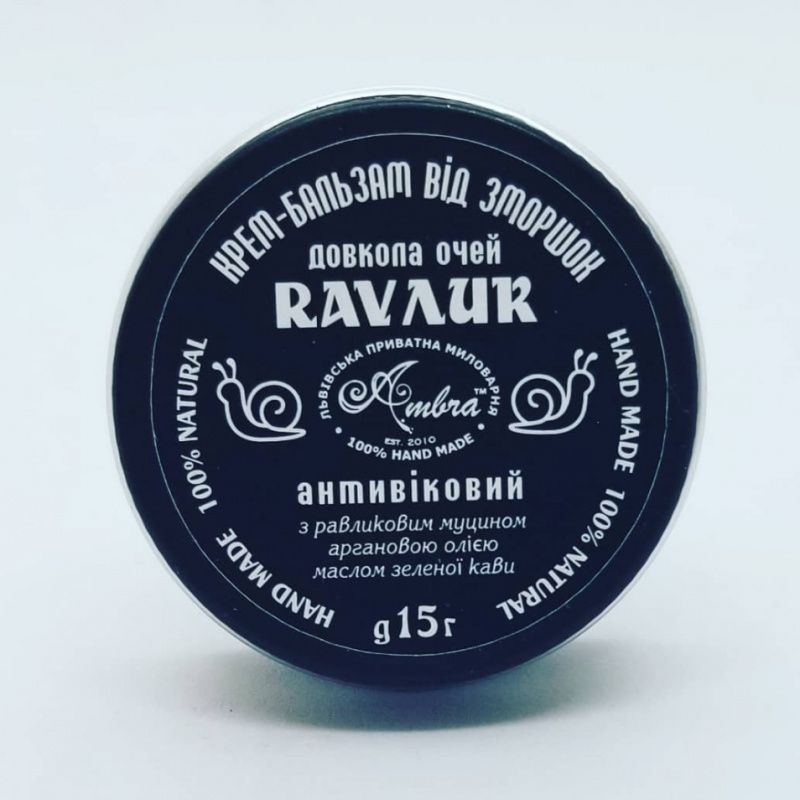 КРЕМ-БАЛЬЗАМ ВІД ЗМОРШОК
ДОВКОЛА ОЧЕЙ
RАVЛИК
ЛЬВІВСЬКА ПРИВАТНА МИЛОВАРНЯ
Ambra™
EST. 2010
• 100% HAND MADE •
АНТИВІКОВИЙ
з равликовим муцином
аргановою олією
маслом зеленої кави
g15г
HAND MADE 100% NATURAL
HAND MADE 100% NATURAL